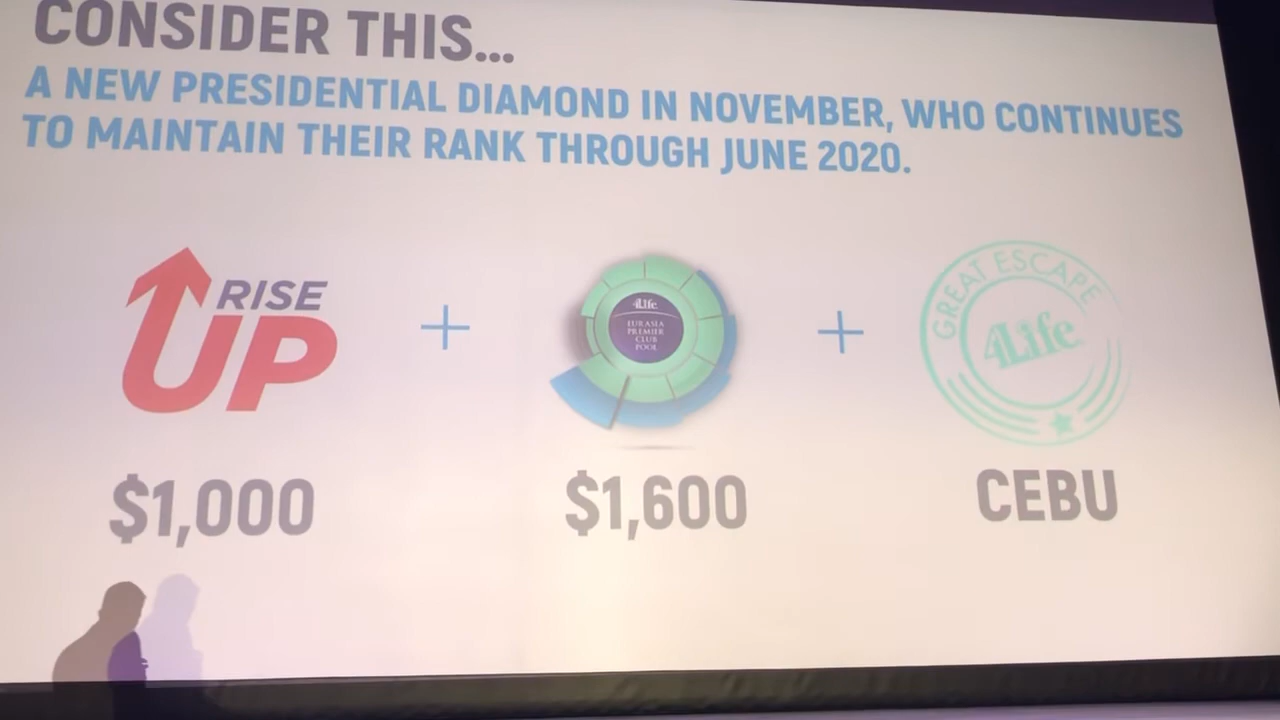 CONSIDER THIS...
A NEW PRESIDENTIAL DIAMOND IN NOVEMBER, WHO CONTINUES
TO MAINTAIN THEIR RANK THROUGH JUNE 2020.
RISE
UP
+
4Life
EURASIA
PREMIER
CLUB
POOL
+
GREAT ESCAPE
4Life
$1,000
$1,600
CEBU